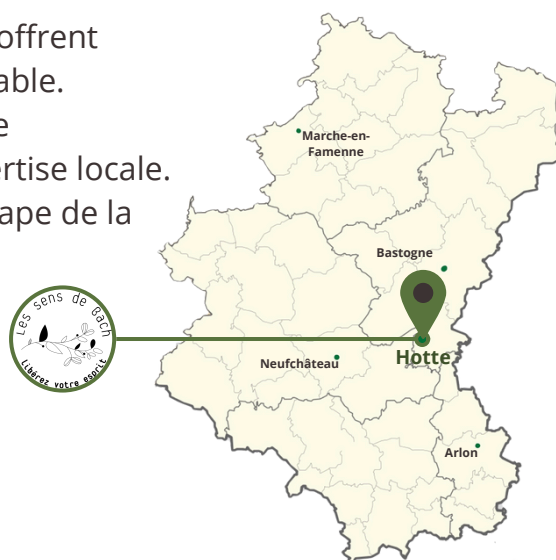 offrent
able.
e
ertise locale.
ape de la
Marche-en-
Famenne
Bastogne
Les sens de Bach
libérez votre esprit
Hotte
Neufchâteau
Arlon